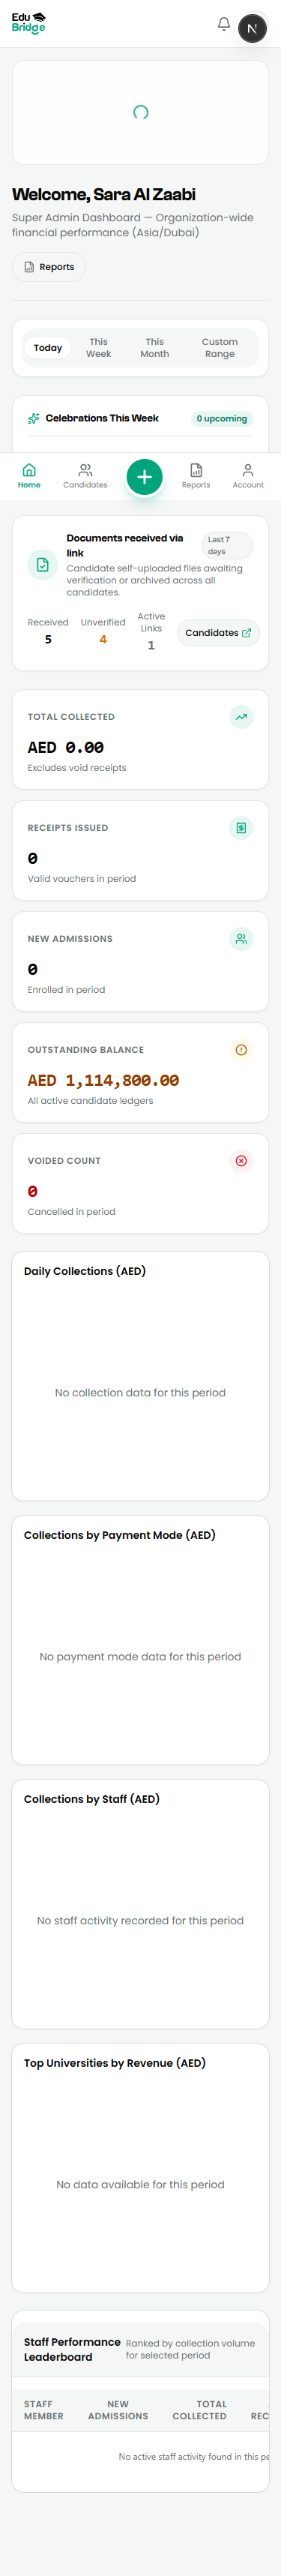 Edu
Bridge
N
Welcome, Sara Al Zaabi
Super Admin Dashboard — Organization-wide
financial performance (Asia/Dubai)
Reports
Today
This
Week
This
Month
Custom
Range
Celebrations This Week
0 upcoming
Home
Candidates
Reports
Account
Documents received via
link
Last 7
days
Candidate self-uploaded files awaiting
verification or archived across all
candidates.
Received
5
Unverified
4
Active
Links
1
Candidates
TOTAL COLLECTED
AED 0.00
Excludes void receipts
RECEIPTS ISSUED
0
Valid vouchers in period
NEW ADMISSIONS
0
Enrolled in period
OUTSTANDING BALANCE
AED 1,114,800.00
All active candidate ledgers
VOIDED COUNT
0
Cancelled in period
Daily Collections (AED)
No collection data for this period
Collections by Payment Mode (AED)
No payment mode data for this period
Collections by Staff (AED)
No staff activity recorded for this period
Top Universities by Revenue (AED)
No data available for this period
Staff Performance
Leaderboard
Ranked by collection volume
for selected period
STAFF
MEMBER
NEW
ADMISSIONS
TOTAL
COLLECTED
REC
No active staff activity found in this pe